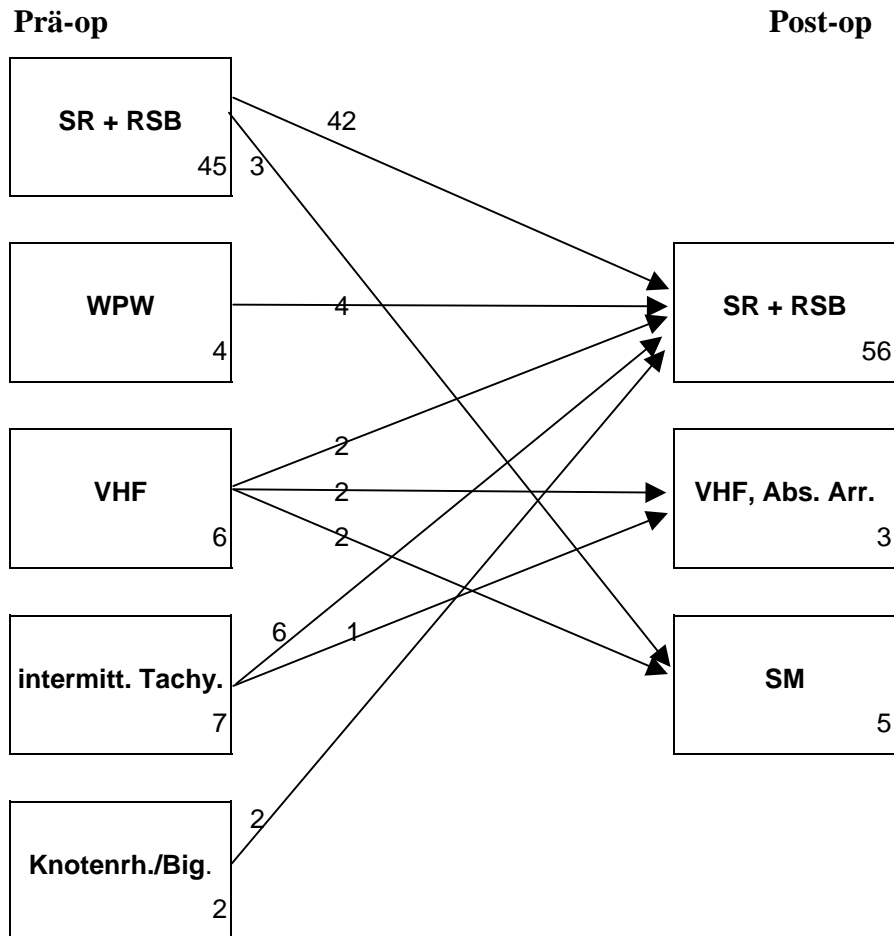 Prä-op Post-op
SR + RSB
42
45 3
WPW
4
4
SR + RSB
56
VHF
6
2
2
2
VHF, Abs. Arr.
3
intermitt. Tachy.
7
6 1
SM
5
Knotenrh./Big.
2
2